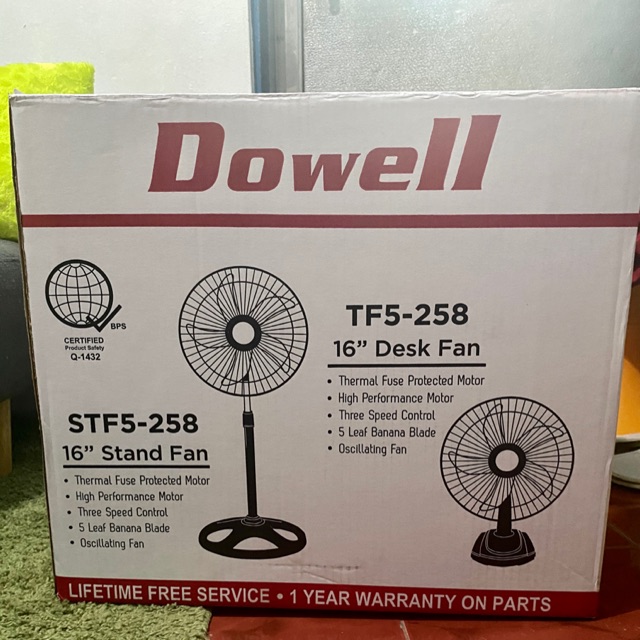 Dowell
BPS
CERTIFIED
Product Safety
Q-1432
STF5-258
16” Stand Fan
• Thermal Fuse Protected Motor
• High Performance Motor
• Three Speed Control
• 5 Leaf Banana Blade
• Oscillating Fan
TF5-258
16” Desk Fan
• Thermal Fuse Protected Motor
• High Performance Motor
• Three Speed Control
• 5 Leaf Banana Blade
• Oscillating Fan
LIFETIME FREE SERVICE • 1 YEAR WARRANTY ON PARTS